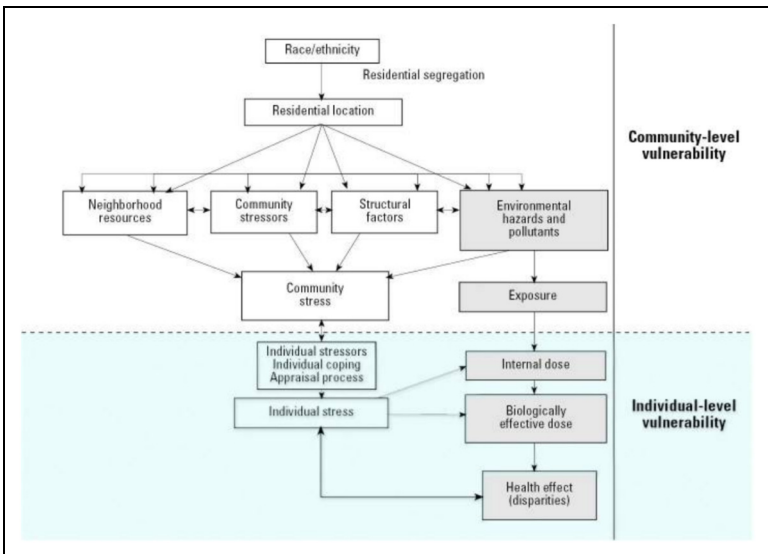 Race/ethnicity
Residential segregation
Residential location
Community-level
vulnerability
Neighborhood
resources
Community
stressors
Structural
factors
Environmental
hazards and
pollutants
Community
stress
Exposure
Individual stressors
Individual coping
Appraisal process
Internal dose
Individual stress
Biologically
effective dose
Individual-level
vulnerability
Health effect
(disparities)